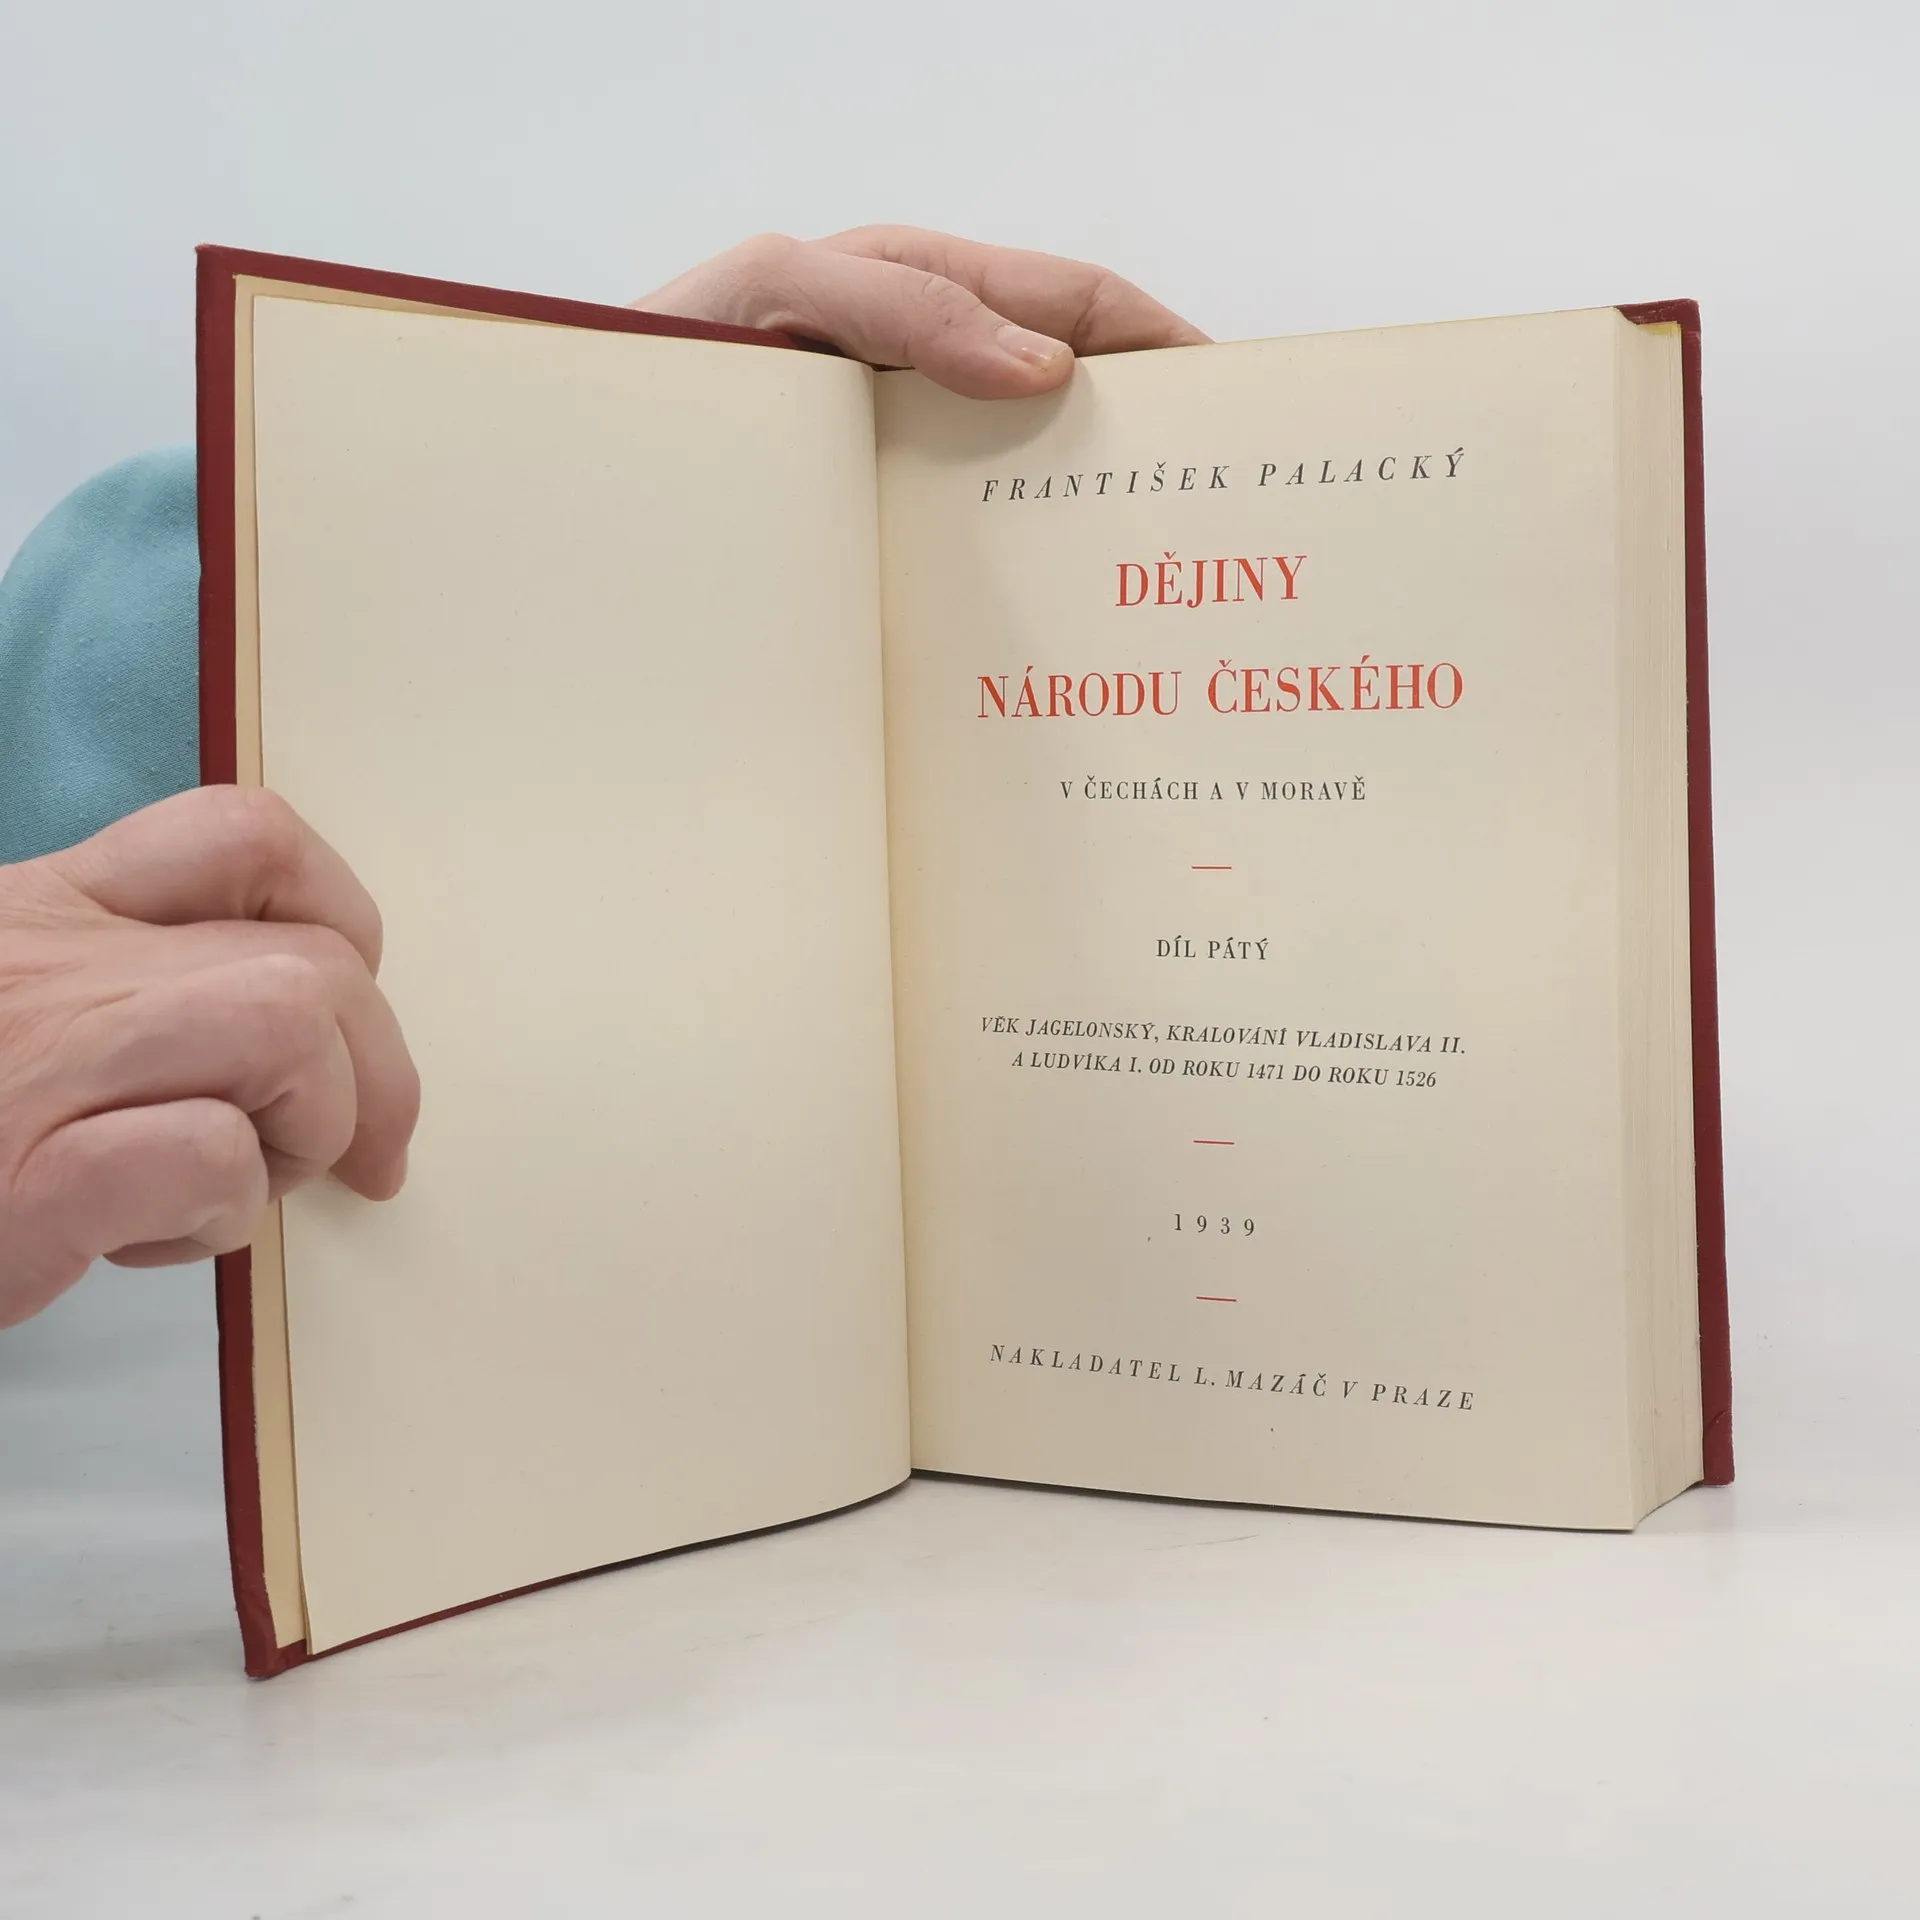 FRANTIŠEK PALACKÝ
DĚJINY
NÁRODU ČESKÉHO
V ČECHÁCH A V MORAVĚ
DÍL PÁTÝ
VĚK JAGELONSKÝ, KRALOVÁNÍ VLADISLAVA II.
A LUDVÍKA I. OD ROKU 1471 DO ROKU 1526
1939
NAKLADATEL L. MAZÁČ V PRAZE